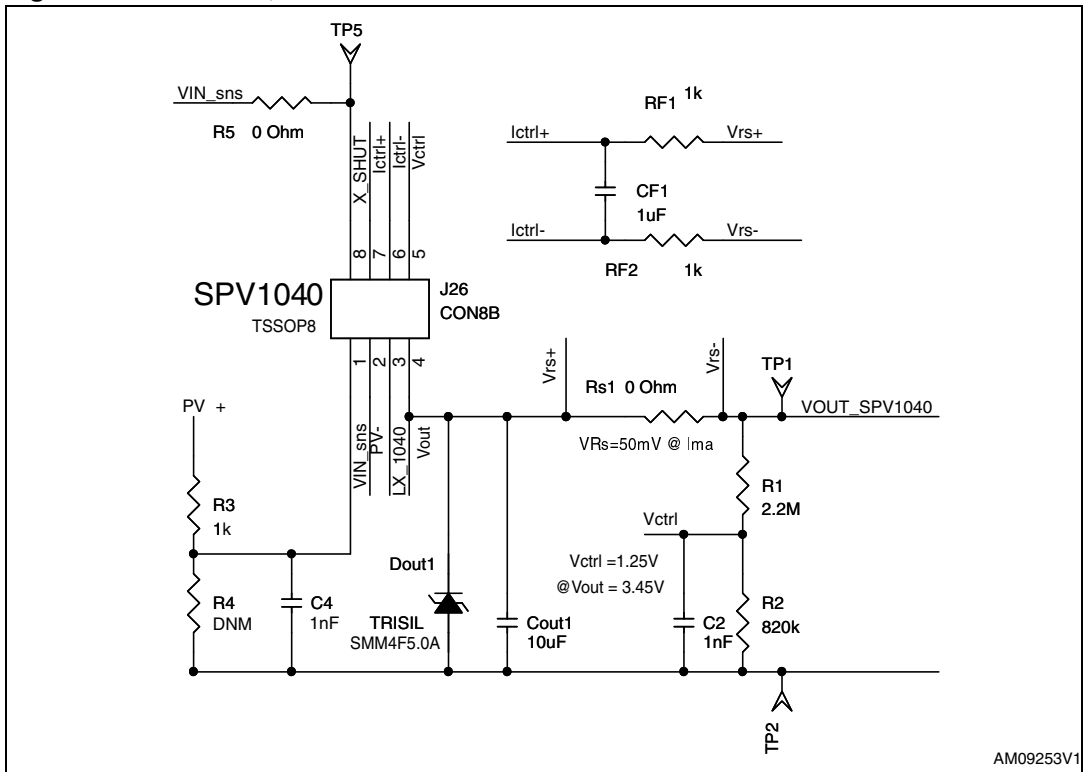 TP5
VIN_sns
R5 0 Ohm
X_SHUT
Ictrl+
Ictrl-
Vctrl
8
7
6
5
RF1 1k
Ictrl+
Vrs+
CF1
1uF
Ictrl-
Vrs-
RF2 1k
SPV1040
TSSOP8
J26
CON8B
1
2
3
4
VIN_sns
PV-
LX_1040
Vout
Vrs+
Rs1 0 Ohm
Vrs-
TP1
VOUT_SPV1040
VRs=50mV @ Ima
PV +
R3
1k
R1
2.2M
Vctrl
Vctrl =1.25V
@Vout = 3.45V
Dout1
R4
DNM
C4
1nF
TRISIL
SMM4F5.0A
Cout1
10uF
C2
1nF
R2
820k
TP2
AM09253V1